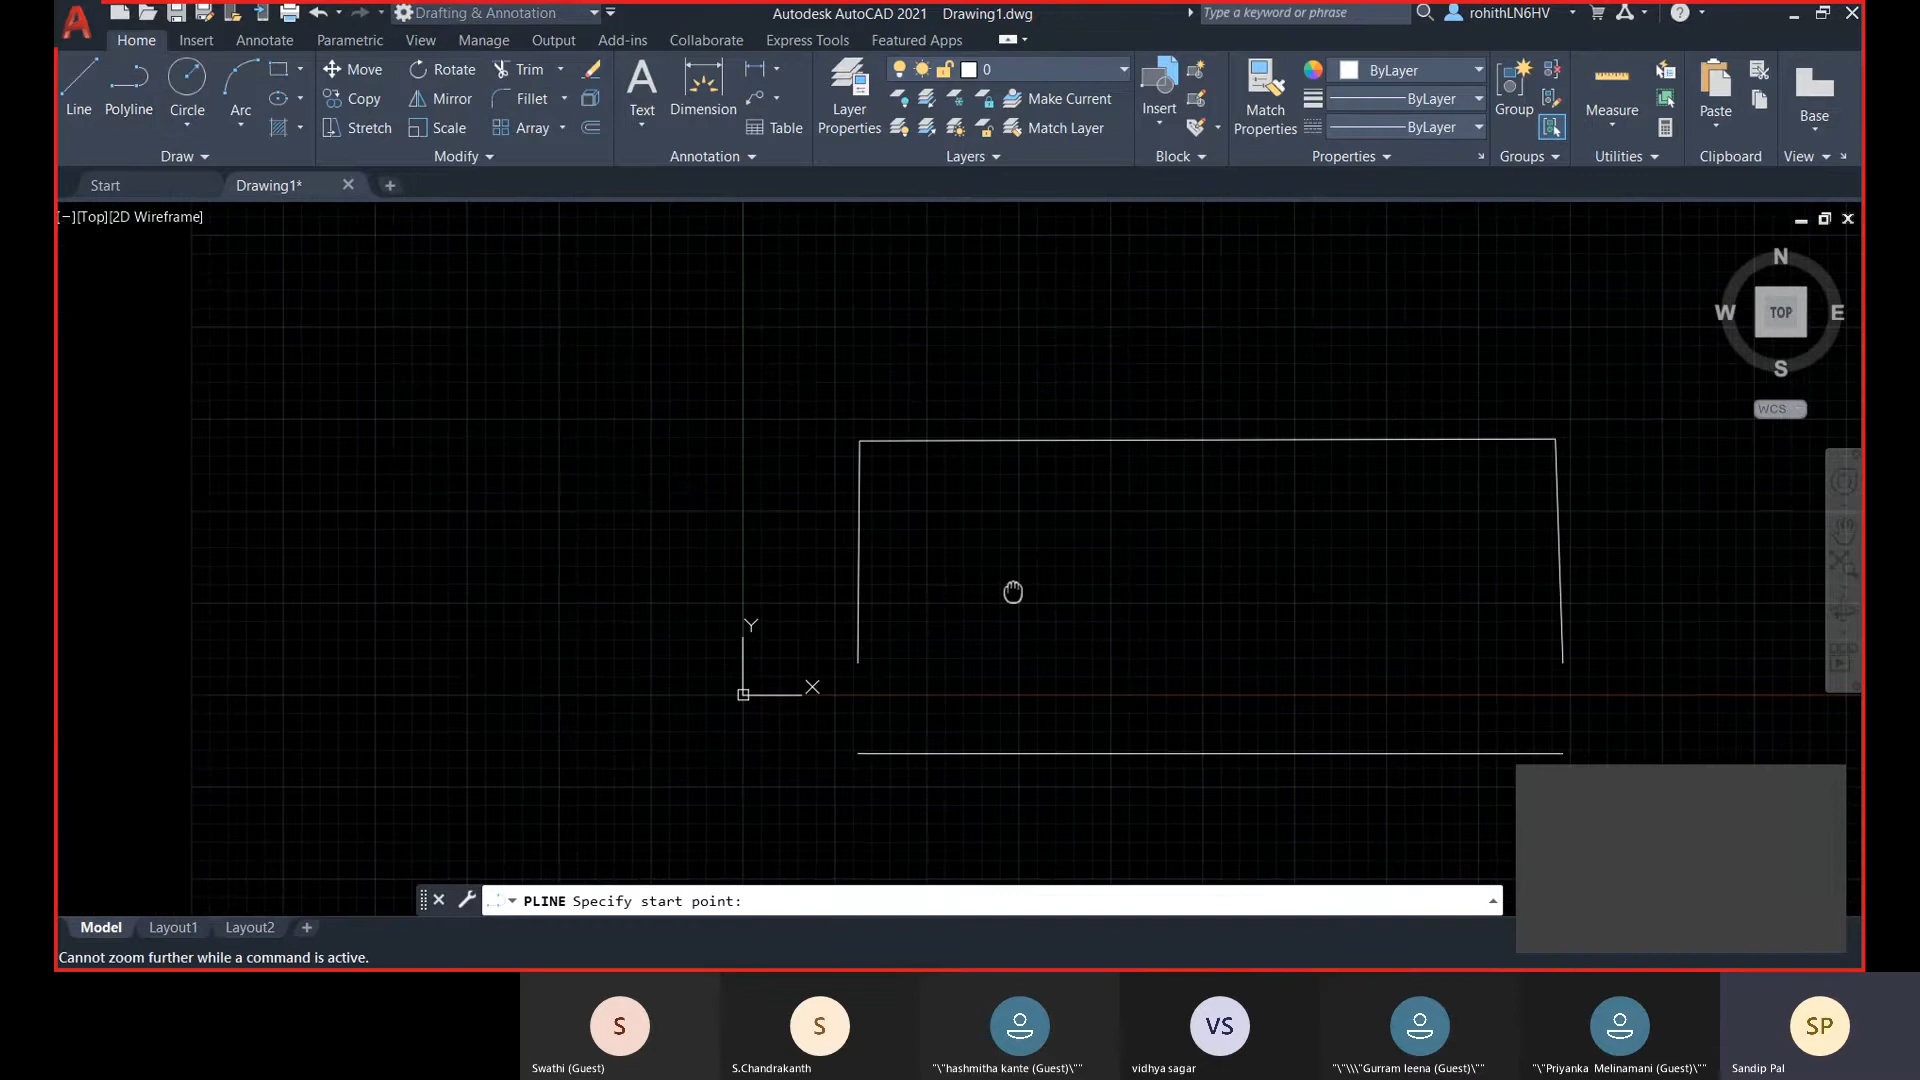 Drafting & Annotation
Autodesk AutoCAD 2021 Drawing1.dwg
Type a keyword or phrase
rohithLN6HV
Home Insert Annotate Parametric View Manage Output Add-ins Collaborate Express Tools Featured Apps
Line Polyline Circle Arc
Move Rotate Trim
Copy Mirror Fillet
Stretch Scale Array
Text Dimension Table
Layer Properties
0
Make Current
Match Layer
Insert
Match Properties
ByLayer
ByLayer
ByLayer
Group Measure Paste Base
Draw Modify Annotation Layers Block Properties Groups Utilities Clipboard View
Start Drawing1*
[−][Top][2D Wireframe]
N
W TOP E
S
WCS
Y
X
PLINE Specify start point:
Model Layout1 Layout2
Cannot zoom further while a command is active.
S S VS SP
Swathi (Guest) S.Chandrakanth "\"hashmitha kante (Guest)\"" vidhya sagar "\"\\\"Gurram leena (Guest)\"" "\"Priyanka Melinamani (Guest)\"" Sandip Pal